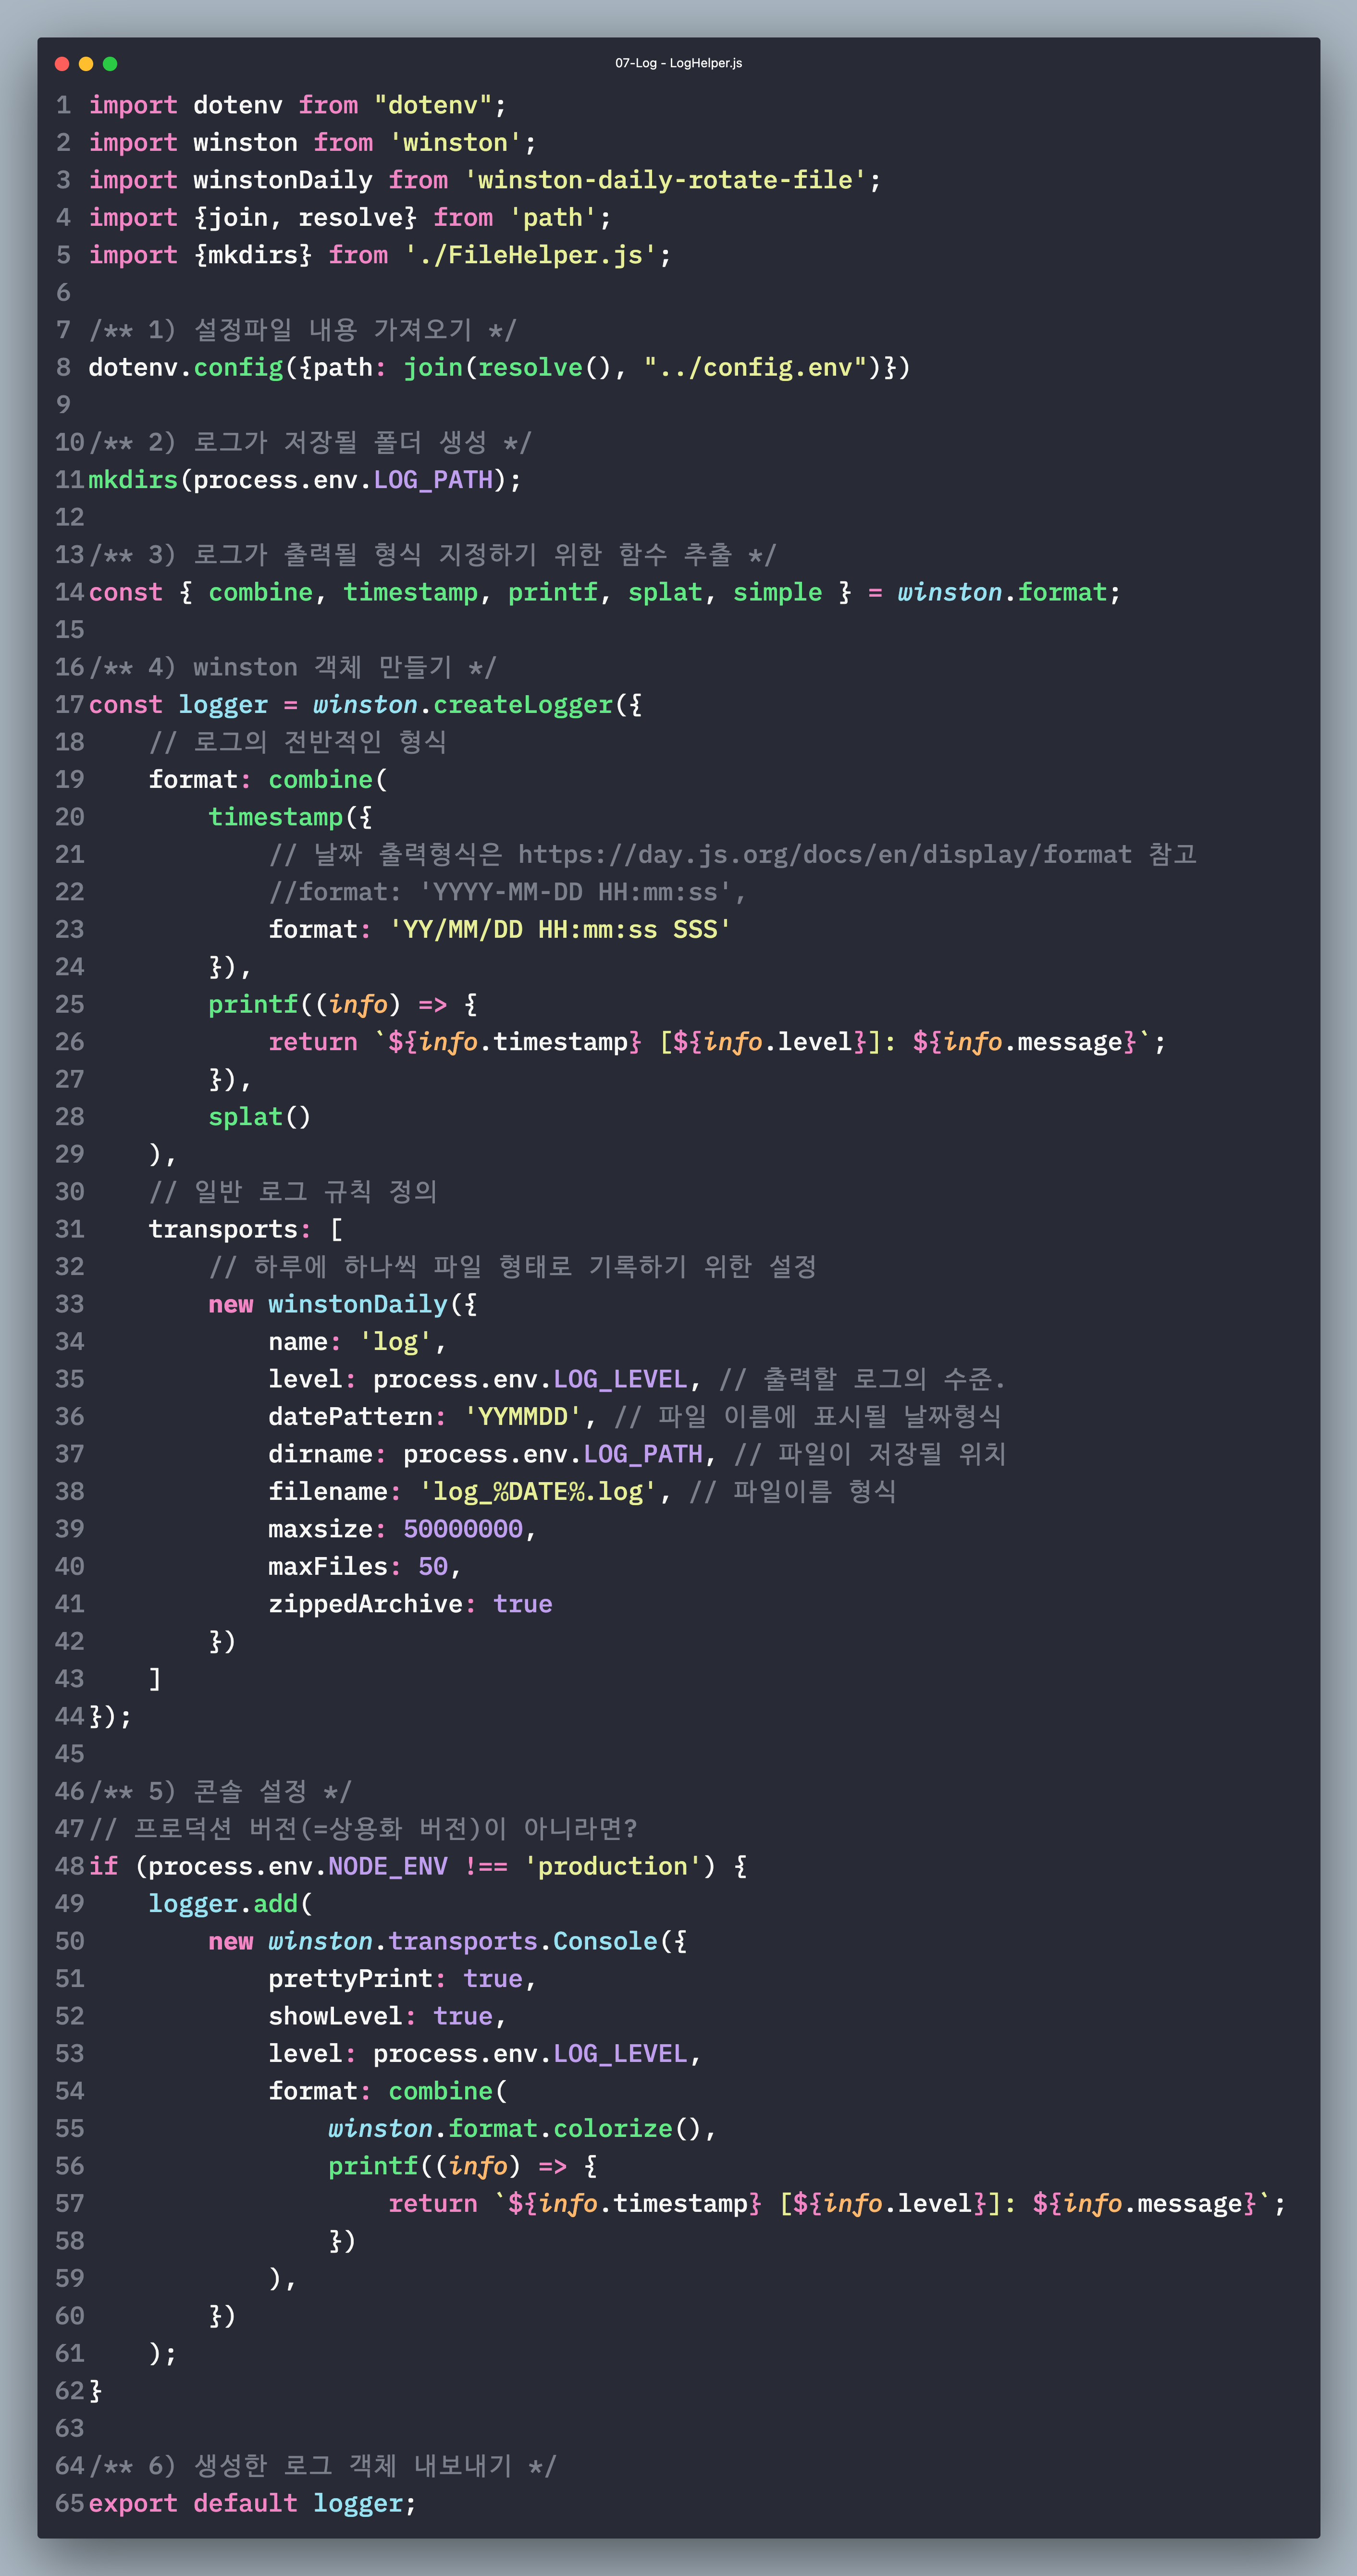 07-Log - LogHelper.js
1 import dotenv from "dotenv";
2 import winston from 'winston';
3 import winstonDaily from 'winston-daily-rotate-file';
4 import {join, resolve} from 'path';
5 import {mkdirs} from './FileHelper.js';
6
7 /** 1) 설정파일 내용 가져오기 */
8 dotenv.config({path: join(resolve(), "../config.env")})
9
10 /** 2) 로그가 저장될 폴더 생성 */
11 mkdirs(process.env.LOG_PATH);
12
13 /** 3) 로그가 출력될 형식 지정하기 위한 함수 추출 */
14 const { combine, timestamp, printf, splat, simple } = winston.format;
15
16 /** 4) winston 객체 만들기 */
17 const logger = winston.createLogger({
18     // 로그의 전반적인 형식
19     format: combine(
20         timestamp({
21             // 날짜 출력형식은 https://day.js.org/docs/en/display/format 참고
22             //format: 'YYYY-MM-DD HH:mm:ss',
23             format: 'YY/MM/DD HH:mm:ss SSS'
24         }),
25         printf((info) => {
26             return `${info.timestamp} [${info.level}]: ${info.message}`;
27         }),
28         splat()
29     ),
30     // 일반 로그 규칙 정의
31     transports: [
32         // 하루에 하나씩 파일 형태로 기록하기 위한 설정
33         new winstonDaily({
34             name: 'log',
35             level: process.env.LOG_LEVEL, // 출력할 로그의 수준.
36             datePattern: 'YYMMDD', // 파일 이름에 표시될 날짜형식
37             dirname: process.env.LOG_PATH, // 파일이 저장될 위치
38             filename: 'log_%DATE%.log', // 파일이름 형식
39             maxsize: 50000000,
40             maxFiles: 50,
41             zippedArchive: true
42         })
43     ]
44 });
45
46 /** 5) 콘솔 설정 */
47 // 프로덕션 버전(=상용화 버전)이 아니라면?
48 if (process.env.NODE_ENV !== 'production') {
49     logger.add(
50         new winston.transports.Console({
51             prettyPrint: true,
52             showLevel: true,
53             level: process.env.LOG_LEVEL,
54             format: combine(
55                 winston.format.colorize(),
56                 printf((info) => {
57                     return `${info.timestamp} [${info.level}]: ${info.message}`;
58                 })
59             ),
60         })
61     );
62 }
63
64 /** 6) 생성한 로그 객체 내보내기 */
65 export default logger;